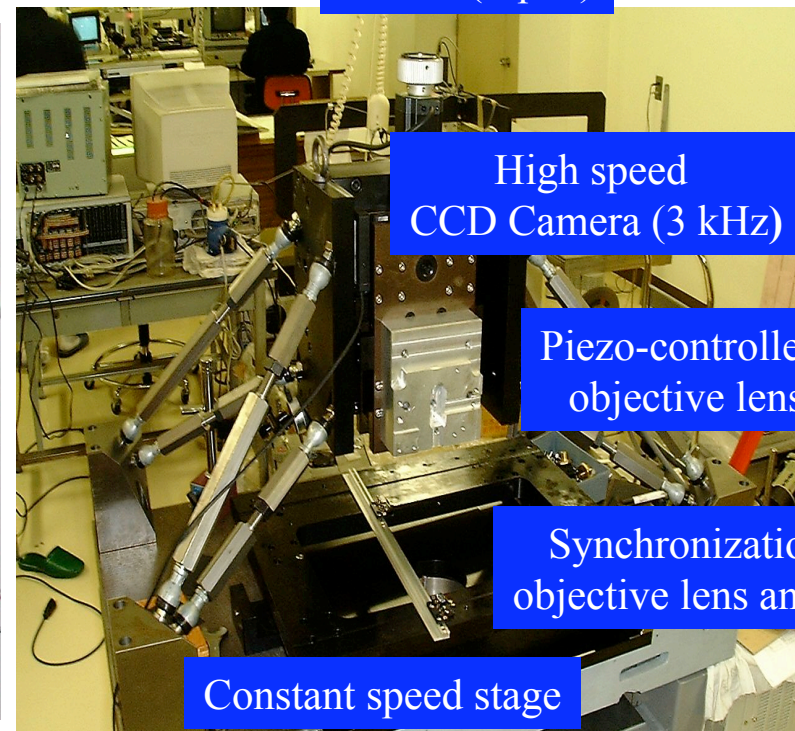 High speed
CCD Camera (3 kHz)
Piezo-controlle
objective lens
Synchronizatio
objective lens an
Constant speed stage